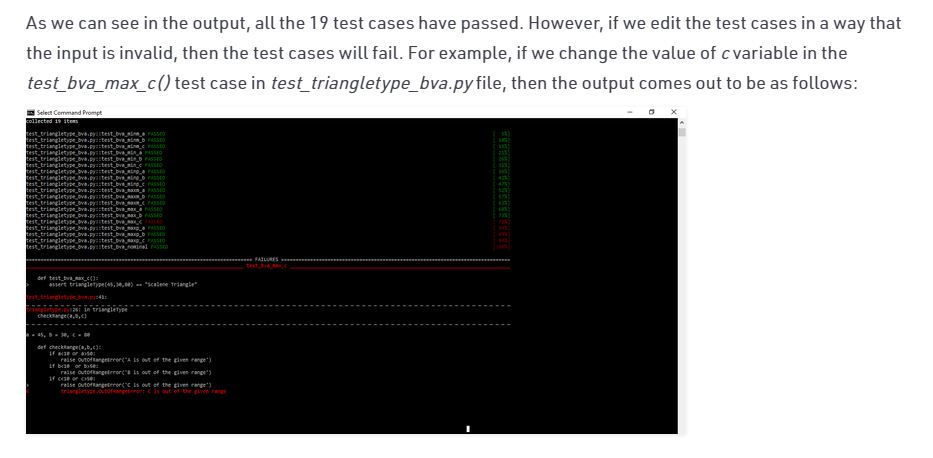 As we can see in the output, all the 19 test cases have passed. However, if we edit the test cases in a way that
the input is invalid, then the test cases will fail. For example, if we change the value of c variable in the
test_bva_max_c() test case in test_triangletype_bva.py file, then the output comes out to be as follows:
Select Command Prompt
collected 19 items
test_triangletype_bva.py::test_bva_minm_a PASSED [ 5%]
test_triangletype_bva.py::test_bva_minm_b PASSED [ 10%]
test_triangletype_bva.py::test_bva_minm_c PASSED [ 15%]
test_triangletype_bva.py::test_bva_min_a PASSED [ 21%]
test_triangletype_bva.py::test_bva_min_b PASSED [ 26%]
test_triangletype_bva.py::test_bva_min_c PASSED [ 31%]
test_triangletype_bva.py::test_bva_minp_a PASSED [ 36%]
test_triangletype_bva.py::test_bva_minp_b PASSED [ 42%]
test_triangletype_bva.py::test_bva_minp_c PASSED [ 47%]
test_triangletype_bva.py::test_bva_maxm_a PASSED [ 52%]
test_triangletype_bva.py::test_bva_maxm_b PASSED [ 57%]
test_triangletype_bva.py::test_bva_maxm_c PASSED [ 63%]
test_triangletype_bva.py::test_bva_max_a PASSED [ 68%]
test_triangletype_bva.py::test_bva_max_b PASSED [ 73%]
test_triangletype_bva.py::test_bva_max_c FAILED
test_triangletype_bva.py::test_bva_maxp_a PASSED
test_triangletype_bva.py::test_bva_maxp_b PASSED
test_triangletype_bva.py::test_bva_maxp_c PASSED
test_triangletype_bva.py::test_bva_nominal PASSED [100%]
FAILURES
test_bva_max_c
def test_bva_max_c():
> assert triangleType(45,30,80) == "Scalene Triangle"
test_triangletype_bva.py:41:
triangletype.py:26: in triangleType
checkRange(a,b,c)
a = 45, b = 30, c = 80
def checkRange(a,b,c):
if a<10 or a>50:
raise OutOfRangeError('A is out of the given range')
if b<10 or b>50:
raise OutOfRangeError('B is out of the given range')
if c<10 or c>50:
> raise OutOfRangeError('C is out of the given range')
E triangletype.OutOfRangeError: C is out of the given range